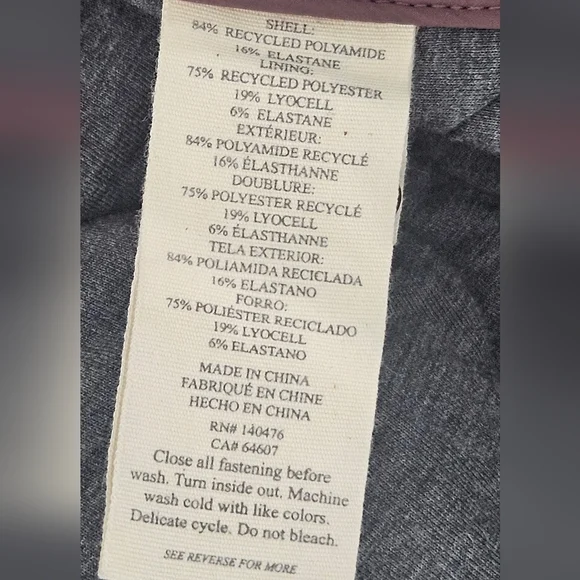 SHELL:
84% RECYCLED POLYAMIDE
16% ELASTANE
LINING:
75% RECYCLED POLYESTER
19% LYOCELL
6% ELASTANE
EXTÉRIEUR:
84% POLYAMIDE RECYCLÉ
16% ÉLASTHANNE
DOUBLURE:
75% POLYESTER RECYCLÉ
19% LYOCELL
6% ÉLASTHANNE
TELA EXTERIOR:
84% POLIAMIDA RECICLADA
16% ELASTANO
FORRO:
75% POLIÉSTER RECICLADO
19% LYOCELL
6% ELASTANO
MADE IN CHINA
FABRIQUÉ EN CHINE
HECHO EN CHINA
RN# 140476
CA# 64607
Close all fastening before
wash. Turn inside out. Machine
wash cold with like colors.
Delicate cycle. Do not bleach.
SEE REVERSE FOR MORE